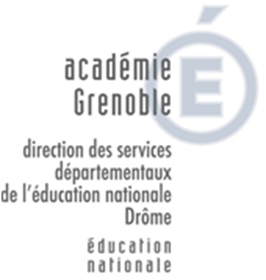 académie
Grenoble
É
direction des services
départementaux
de l'éducation nationale
Drôme
éducation
nationale